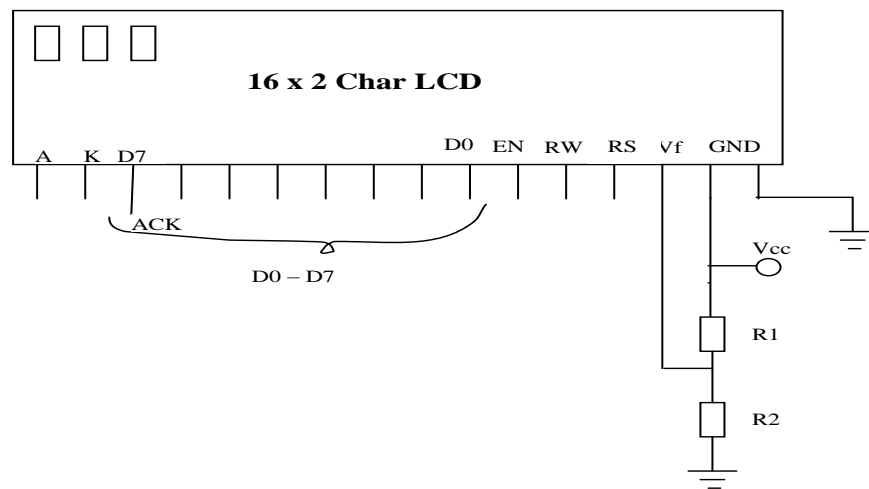 16 x 2 Char LCD
A K D7 D0 EN RW RS Vf GND
ACK
D0 – D7
Vcc
R1
R2